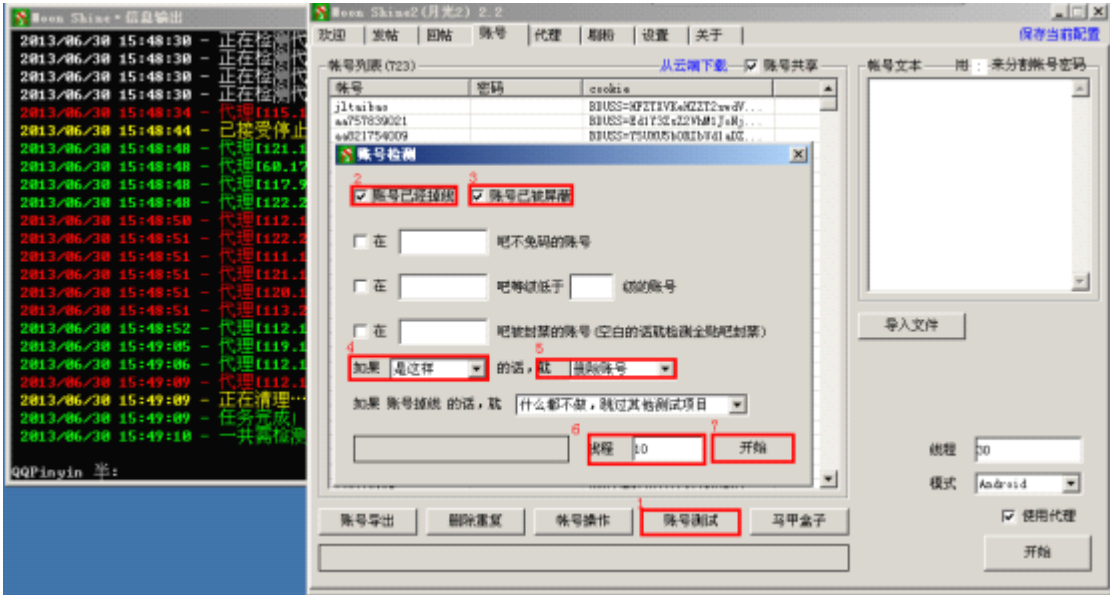 Moon Shine - 信息输出
2013/06/30 15:48:30 - 正在检测代
2013/06/30 15:48:30 - 正在检测代
2013/06/30 15:48:30 - 正在检测代
2013/06/30 15:48:30 - 正在检测代
2013/06/30 15:48:34 - 代理[115.1
2013/06/30 15:48:44 - 已接受停止
2013/06/30 15:48:48 - 代理[121.1
2013/06/30 15:48:48 - 代理[60.17
2013/06/30 15:48:48 - 代理[117.9
2013/06/30 15:48:48 - 代理[122.2
2013/06/30 15:48:50 - 代理[112.1
2013/06/30 15:48:51 - 代理[122.2
2013/06/30 15:48:51 - 代理[111.1
2013/06/30 15:48:51 - 代理[121.1
2013/06/30 15:48:51 - 代理[120.1
2013/06/30 15:48:51 - 代理[113.2
2013/06/30 15:48:52 - 代理[112.1
2013/06/30 15:49:05 - 代理[119.1
2013/06/30 15:49:06 - 代理[112.1
2013/06/30 15:49:09 - 代理[112.1
2013/06/30 15:49:09 - 正在清理…
2013/06/30 15:49:09 - 任务完成!
2013/06/30 15:49:10 - 一共需检测
QQPinyin 半:
Moon Shine2(月光2) 2.2
欢迎 发帖 回帖 账号 代理 刷粉 设置 关于 保存当前配置
帐号列表(723) 从云端下载 账号共享
帐号 密码 cookie
jltaibao
aa757839021
aa821754009
账号检测
2 3
账号已经掉线 账号已被屏蔽
在 吧不免码的账号
在 吧等级低于 级的账号
在 吧被封禁的账号(空白的话就检测全贴吧封禁)
4 5
如果 是这样 的话,就 删除账号
如果 账号掉线 的话,就 什么都不做,跳过其他测试项目
6 7
线程 10 开始
1
账号导出 删除重复 帐号操作 账号测试 马甲盒子
帐号文本 用 : 来分割帐号密码
导入文件
线程 30
模式 Android
使用代理
开始